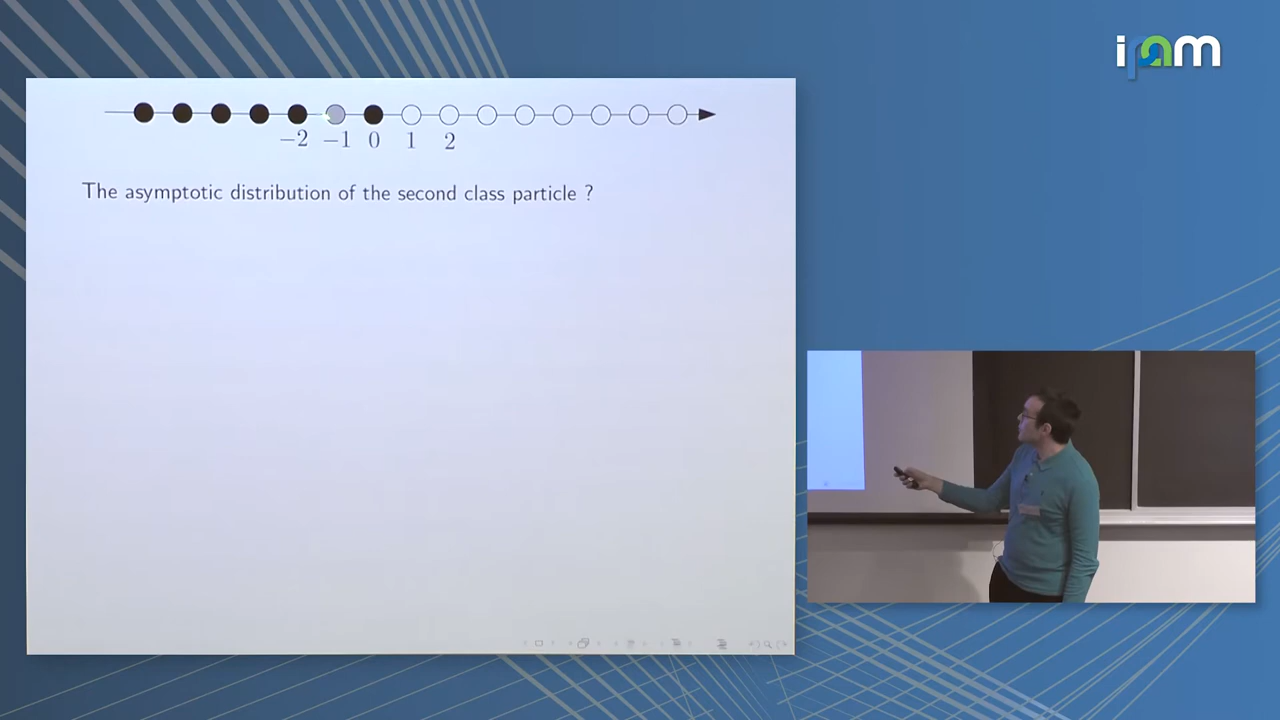 ipam
−2 −1 0 1 2
The asymptotic distribution of the second class particle ?